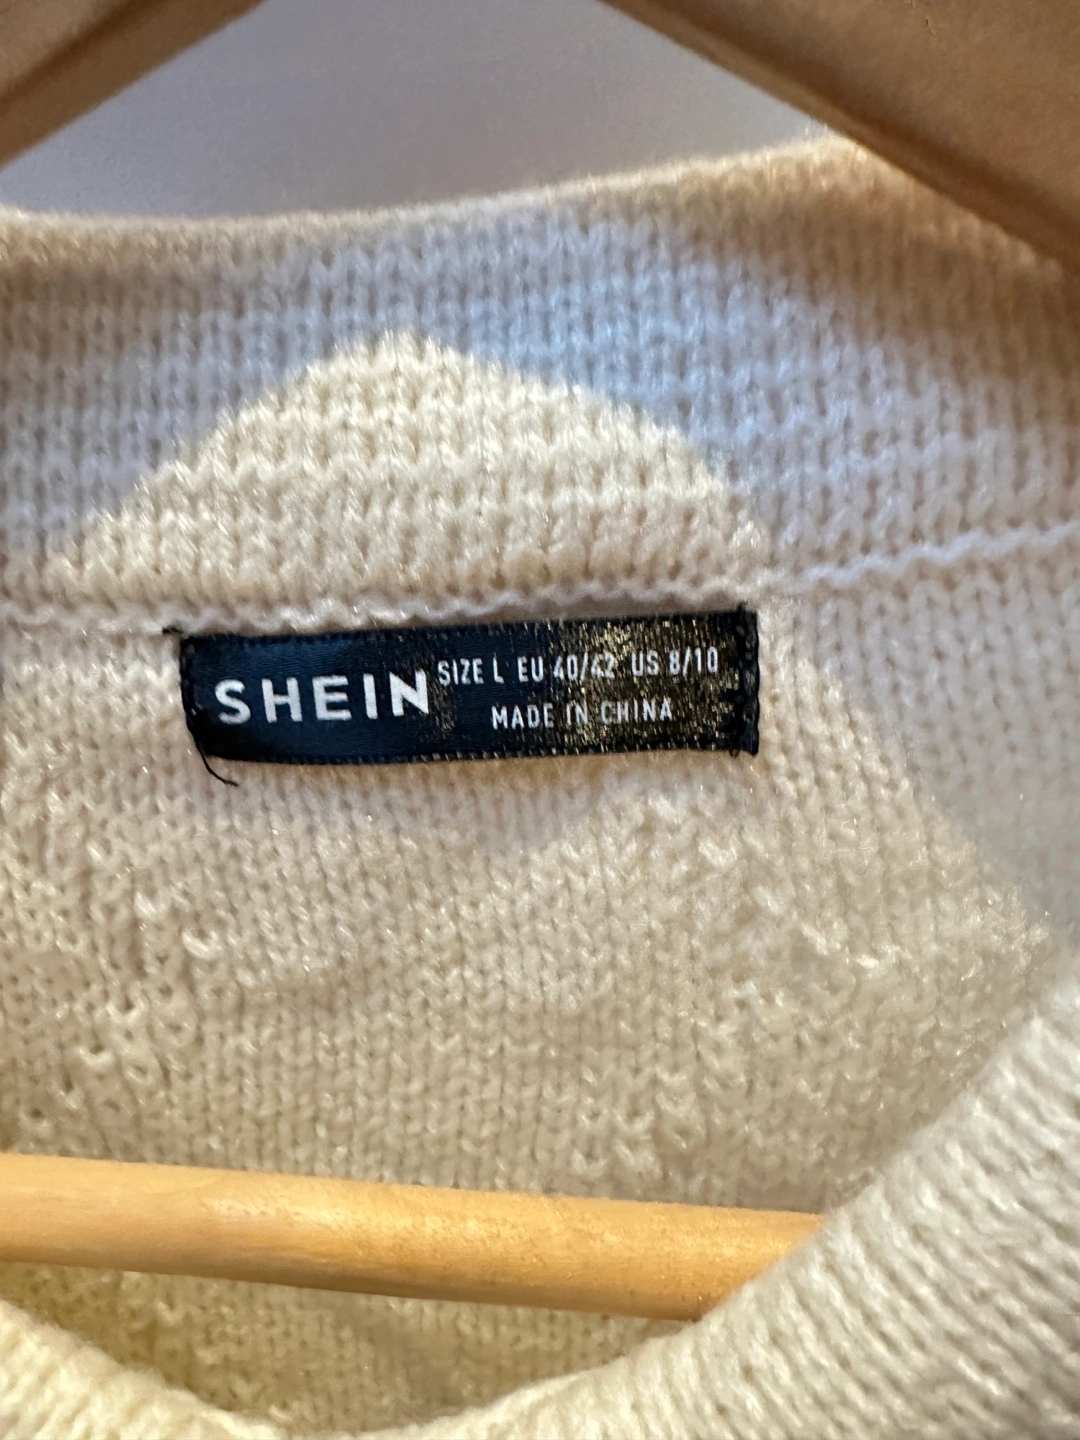 SHEIN
SIZE L EU 40/42 US 8/10
MADE IN CHINA